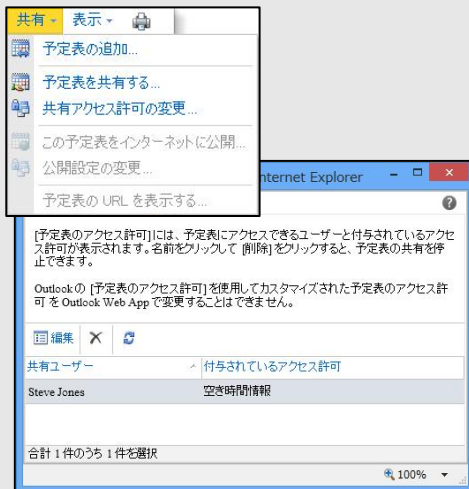 共有 表示
予定表の追加...
予定表を共有する...
共有アクセス許可の変更...
この予定表をインターネットに公開...
公開設定の変更...
予定表の URL を表示する...
nternet Explorer
[予定表のアクセス許可]には、予定表にアクセスできるユーザーと付与されているアクセ
ス許可が表示されます。名前をクリックして [削除] をクリックすると、予定表の共有を停
止できます。
Outlookの [予定表のアクセス許可] を使用してカスタマイズされた予定表のアクセス許
可 を Outlook Web App で変更することはできません。
編集
共有ユーザー 付与されているアクセス許可
Steve Jones 空き時間情報
合計 1 件のうち 1 件を選択
100%